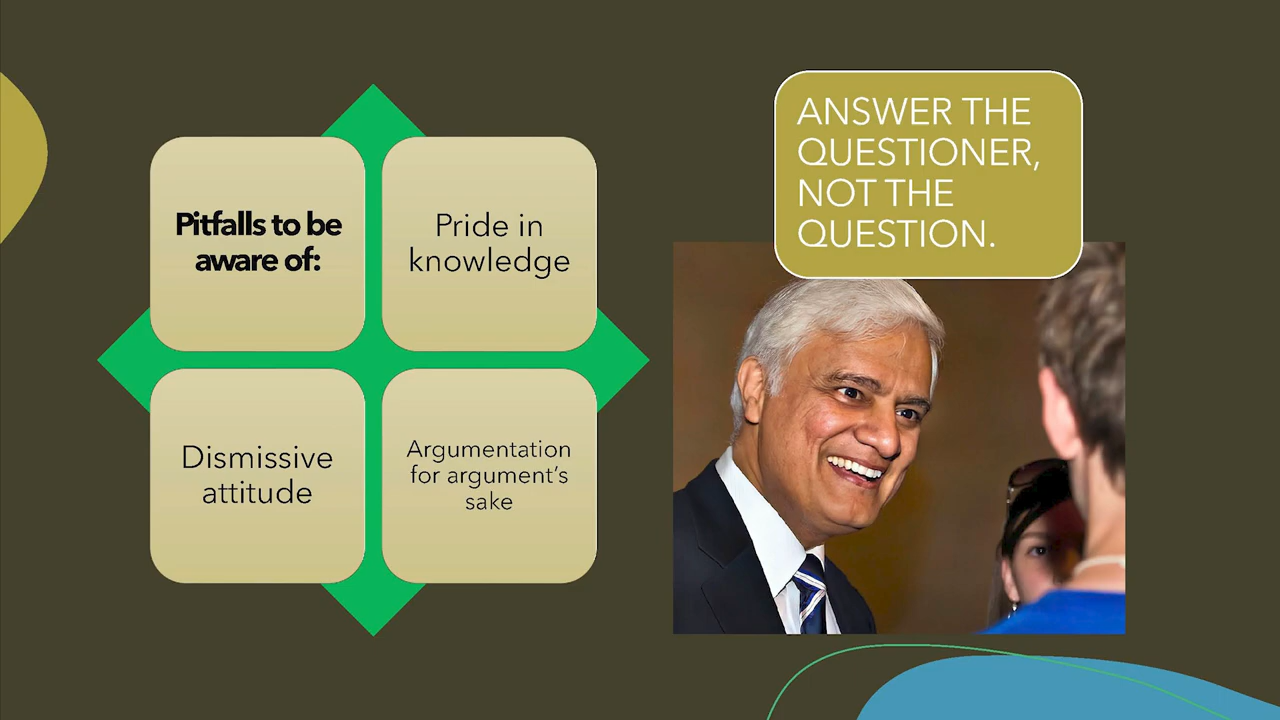 Pitfalls to be
aware of:
Pride in
knowledge
Dismissive
attitude
Argumentation
for argument's
sake
ANSWER THE
QUESTIONER,
NOT THE
QUESTION.